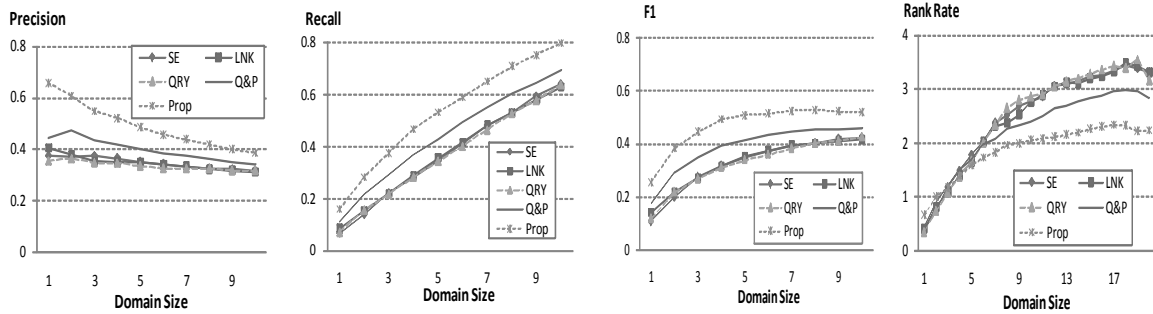 Precision
0.8
0.6
0.4
0.2
0
SE
LNK
QRY
Q&P
Prop
1 3 5 7 9
Domain Size
Recall
1
0.8
0.6
0.4
0.2
0
SE
LNK
QRY
Q&P
Prop
1 3 5 7 9
Domain Size
F1
0.8
0.6
0.4
0.2
0
SE
LNK
QRY
Q&P
Prop
1 3 5 7 9
Domain Size
Rank Rate
4
3
2
1
0
SE
LNK
QRY
Q&P
Prop
1 5 9 13 17
Domain Size